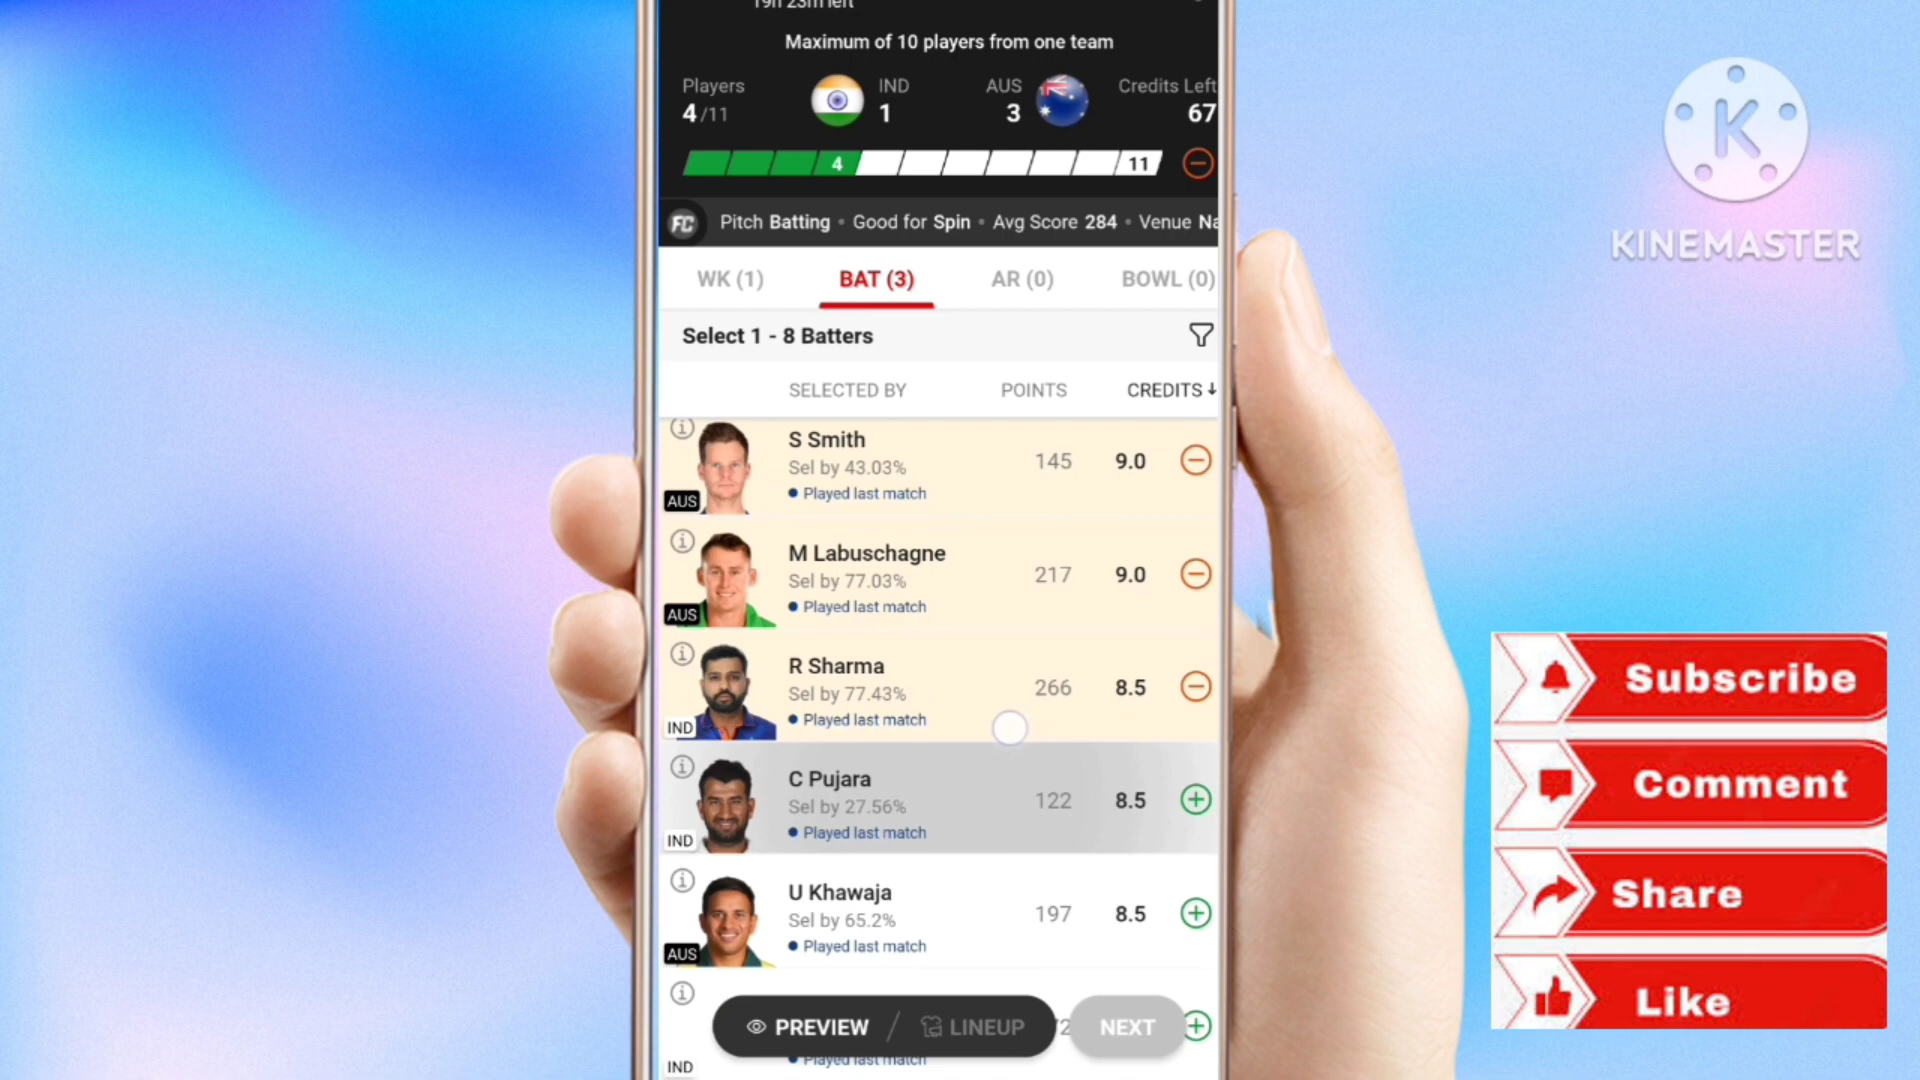 19h 23m left
Maximum of 10 players from one team
Players IND AUS Credits Left
4/11 1 3 67
4 11
FC Pitch Batting • Good for Spin • Avg Score 284 • Venue Na
WK (1) BAT (3) AR (0) BOWL (0)
Select 1 - 8 Batters
SELECTED BY POINTS CREDITS ↓
S Smith
Sel by 43.03% 145 9.0
AUS Played last match
M Labuschagne
Sel by 77.03% 217 9.0
AUS Played last match
R Sharma
Sel by 77.43% 266 8.5
IND Played last match
C Pujara
Sel by 27.56% 122 8.5
IND Played last match
U Khawaja
Sel by 65.2% 197 8.5
AUS Played last match
PREVIEW / LINEUP NEXT
IND Played last match
K
KINEMASTER
Subscribe
Comment
Share
Like